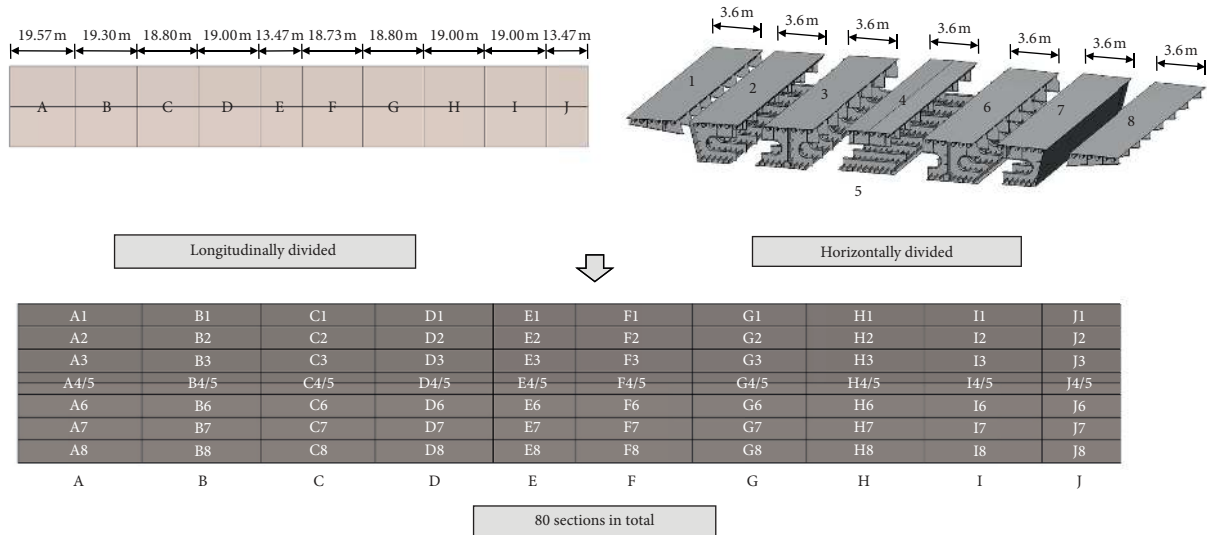 19.57 m 19.30 m 18.80 m 19.00 m 13.47 m 18.73 m 18.80 m 19.00 m 19.00 m 13.47 m
A B C D E F G H I J
3.6 m 3.6 m 3.6 m 3.6 m 3.6 m 3.6 m 3.6 m
1 2 3 4 6 7 8
5
Longitudinally divided
Horizontally divided
A1 B1 C1 D1 E1 F1 G1 H1 I1 J1
A2 B2 C2 D2 E2 F2 G2 H2 I2 J2
A3 B3 C3 D3 E3 F3 G3 H3 I3 J3
A4/5 B4/5 C4/5 D4/5 E4/5 F4/5 G4/5 H4/5 I4/5 J4/5
A6 B6 C6 D6 E6 F6 G6 H6 I6 J6
A7 B7 C7 D7 E7 F7 G7 H7 I7 J7
A8 B8 C8 D8 E8 F8 G8 H8 I8 J8
A B C D E F G H I J
80 sections in total